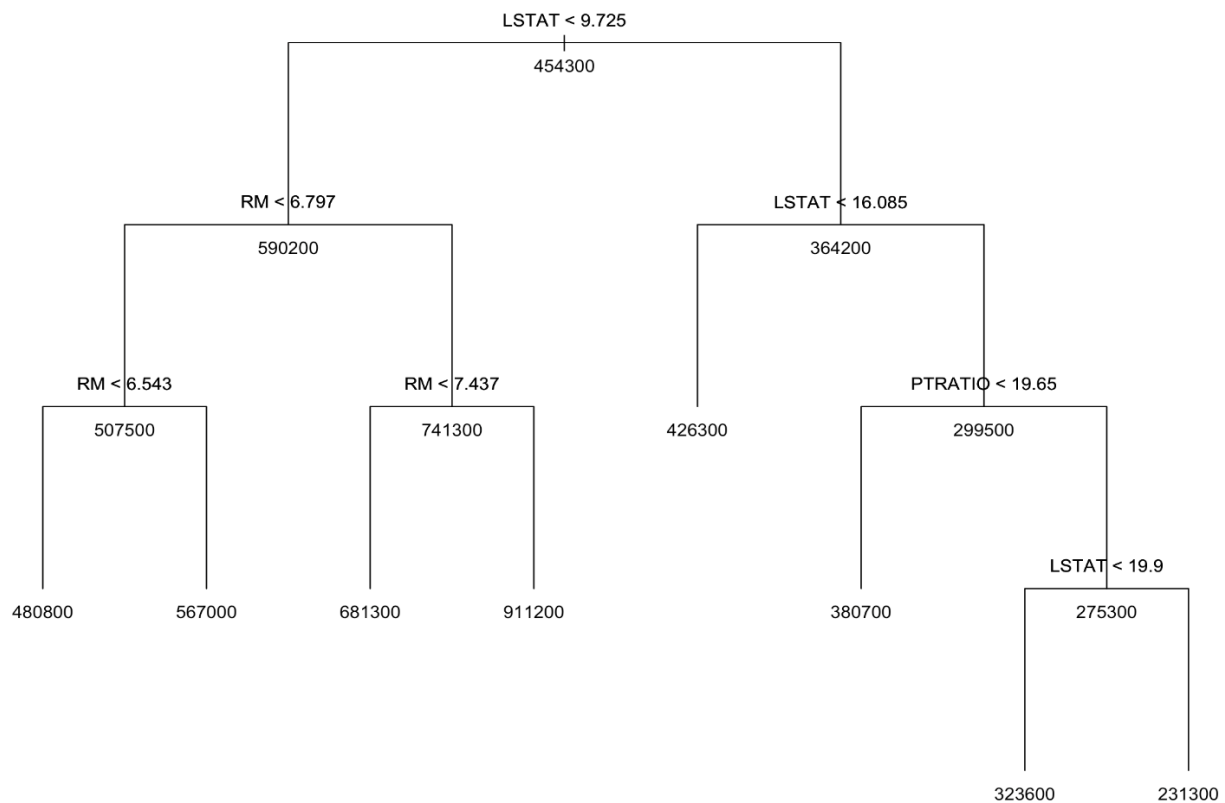 LSTAT < 9.725
454300
RM < 6.797
LSTAT < 16.085
590200
364200
RM < 6.543
RM < 7.437
PTRATIO < 19.65
507500
741300
426300
299500
LSTAT < 19.9
480800
567000
681300
911200
380700
275300
323600
231300